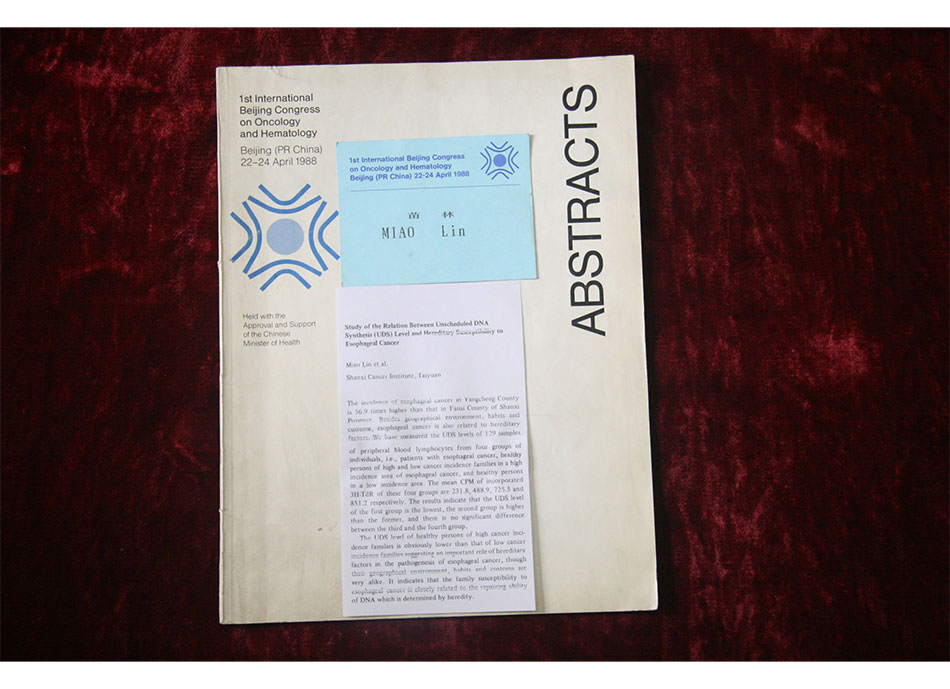 1st International
Beijing Congress
on Oncology
and Hematology
Beijing (PR China)
22–24 April 1988
Held with the
Approval and Support
of the Chinese
Minister of Health
ABSTRACTS
1st International Beijing Congress
on Oncology and Hematology
Beijing (PR China) 22-24 April 1988
苗 林
MIAO Lin
Study of the Relation Between Unscheduled DNA
Synthetic (UDS) Level and Hereditary Susceptibility to
Esophageal Cancer
Miao Lin et al.
Shanxi Cancer Institute, Taiyuan
The incidence of esophageal cancer in Yangcheng County
is 56.9 times higher than that in Fansi County of Shanxi
Province. Besides geographical environment, habits and
customs, esophageal cancer is also related to hereditary
factors. We have measured the UDS levels of 129 samples
of peripheral blood lymphocytes from four groups of
individuals, i.e., patients with esophageal cancer, healthy
persons of high and low cancer incidence families in a high
incidence area of esophageal cancer, and healthy persons
in a low incidence area. The mean CPM of incorporated
3H-TdR of these four groups are 231.8, 488.9, 725.5 and
851.2 respectively. The results indicate that the UDS level
of the first group is the lowest, the second group is higher
than the former, and there is no significant difference
between the third and the fourth group.
The UDS level of healthy persons of high cancer inci-
dence families is obviously lower than that of low cancer
incidence families suggesting an important role of hereditary
factors in the pathogenesis of esophageal cancer, though
their geographical environment, habits and customs are
very alike. It indicates that the family susceptibility to
esophageal cancer is closely related to the repairing ability
of DNA which is determined by heredity.